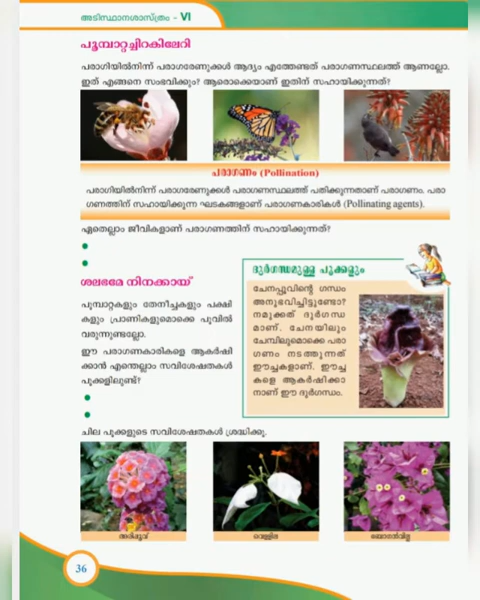 അടിസ്ഥാനശാസ്ത്രം - VI
പൂമ്പാറ്റച്ചിറകിലേറി
പരാഗിയിൽനിന്ന് പരാഗരേണുക്കൾ ആദ്യം എത്തേണ്ടത് പരാഗണസ്ഥലത്ത് ആണല്ലോ.
ഇത് എങ്ങനെ സംഭവിക്കും? ആരൊക്കെയാണ് ഇതിന് സഹായിക്കുന്നത്?
പരാഗണം (Pollination)
പരാഗിയിൽനിന്ന് പരാഗരേണുക്കൾ പരാഗണസ്ഥലത്ത് പതിക്കുന്നതാണ് പരാഗണം. പരാ
ഗണത്തിന് സഹായിക്കുന്ന ഘടകങ്ങളാണ് പരാഗണകാരികൾ (Pollinating agents).
ഏതെല്ലാം ജീവികളാണ് പരാഗണത്തിന് സഹായിക്കുന്നത്?
ശലഭമേ നിനക്കായ്
പൂമ്പാറ്റകളും തേനീച്ചകളും പക്ഷി
കളും പ്രാണികളുമൊക്കെ പൂവിൽ
വരുന്നുണ്ടല്ലോ.
ഈ പരാഗണകാരികളെ ആകർഷി
ക്കാൻ എന്തെല്ലാം സവിശേഷതകൾ
പൂക്കളിലുണ്ട്?
ദുർഗന്ധമുള്ള പൂക്കളും
ചേനപ്പൂവിന്റെ ഗന്ധം
അനുഭവിച്ചിട്ടുണ്ടോ?
നമുക്കത് ദുർഗന്ധ
മാണ്. ചേനയിലും
ചേമ്പിലുമൊക്കെ പരാ
ഗണം നടത്തുന്നത്
ഈച്ചകളാണ്. ഈച്ച
കളെ ആകർഷിക്കാ
നാണ് ഈ ദുർഗന്ധം.
ചില പൂക്കളുടെ സവിശേഷതകൾ ശ്രദ്ധിക്കൂ.
അരിപ്പൂവ്
വെള്ളില
ബോഗൻവില്ല
36